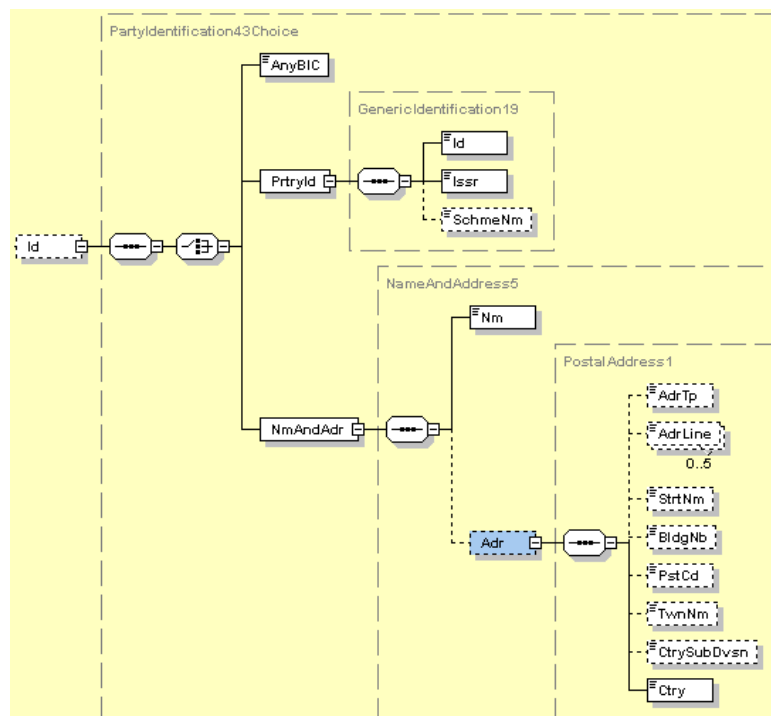 PartyIdentification43Choice
AnyBIC
GenericIdentification19
Id
PrtryId
Issr
SchmeNm
Id
NameAndAddress5
Nm
PostalAddress1
AdrTp
NmAndAdr
AdrLine
0..5
StrtNm
Adr
BldgNb
PstCd
TwnNm
CtrySubDvsn
Ctry